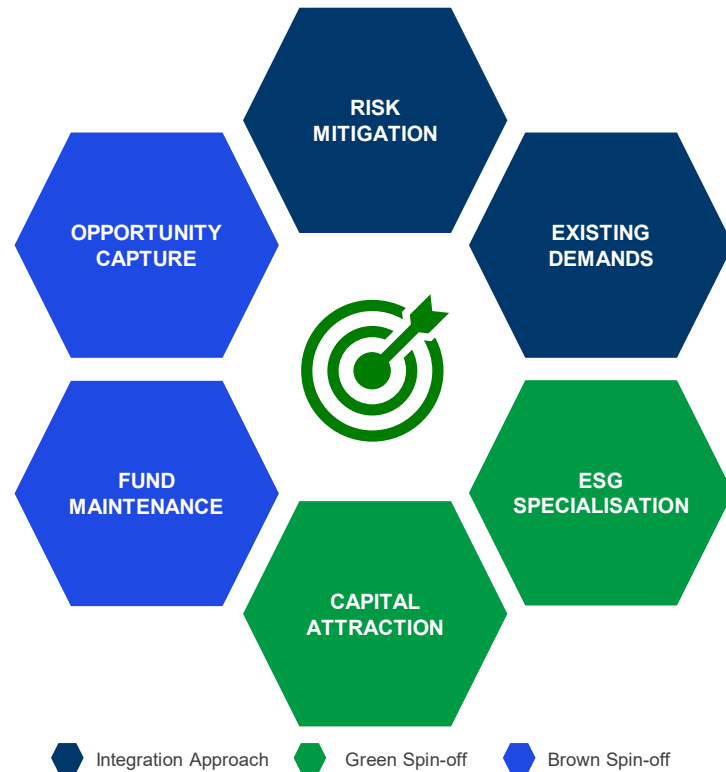 RISK
MITIGATION
OPPORTUNITY
CAPTURE
EXISTING
DEMANDS
FUND
MAINTENANCE
ESG
SPECIALISATION
CAPITAL
ATTRACTION
Integration Approach
Green Spin-off
Brown Spin-off